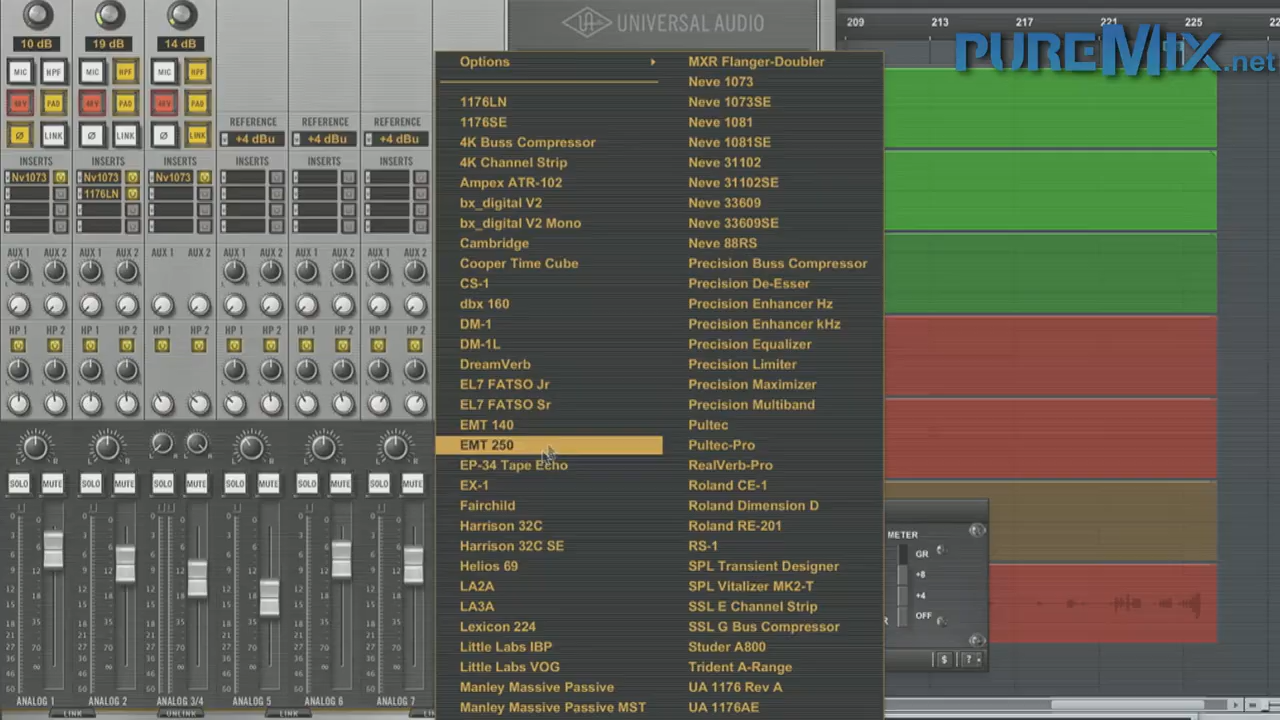 UNIVERSAL AUDIO
209 213 217 221 225
PUREMIX.net
10 dB 19 dB 14 dB
MIC HPF MIC HPF MIC HPF
48V PAD 48V PAD 48V PAD
Ø LINK Ø LINK Ø LINK
REFERENCE REFERENCE REFERENCE
+4 dBu +4 dBu +4 dBu
INSERTS INSERTS INSERTS INSERTS INSERTS INSERTS
Nv1073 Nv1073 Nv1073
1176LN
AUX 1 AUX 2 AUX 1 AUX 2 AUX 1 AUX 2 AUX 1 AUX 2 AUX 1 AUX 2 AUX 1 AUX 2
HP 1 HP 2 HP 1 HP 2 HP 1 HP 2 HP 1 HP 2 HP 1 HP 2 HP 1 HP 2
L R L R L R L R L R
SOLO MUTE SOLO MUTE SOLO MUTE SOLO MUTE SOLO MUTE SOLO MUTE
ANALOG 1 ANALOG 2 ANALOG 3/4 ANALOG 5 ANALOG 6 ANALOG 7
LINK UNLINK LINK
Options
1176LN
1176SE
4K Buss Compressor
4K Channel Strip
Ampex ATR-102
bx_digital V2
bx_digital V2 Mono
Cambridge
Cooper Time Cube
CS-1
dbx 160
DM-1
DM-1L
DreamVerb
EL7 FATSO Jr
EL7 FATSO Sr
EMT 140
EMT 250
EP-34 Tape Echo
EX-1
Fairchild
Harrison 32C
Harrison 32C SE
Helios 69
LA2A
LA3A
Lexicon 224
Little Labs IBP
Little Labs VOG
Manley Massive Passive
Manley Massive Passive MST
MXR Flanger-Doubler
Neve 1073
Neve 1073SE
Neve 1081
Neve 1081SE
Neve 31102
Neve 31102SE
Neve 33609
Neve 33609SE
Neve 88RS
Precision Buss Compressor
Precision De-Esser
Precision Enhancer Hz
Precision Enhancer kHz
Precision Equalizer
Precision Limiter
Precision Maximizer
Precision Multiband
Pultec
Pultec-Pro
RealVerb-Pro
Roland CE-1
Roland Dimension D
Roland RE-201
RS-1
SPL Transient Designer
SPL Vitalizer MK2-T
SSL E Channel Strip
SSL G Bus Compressor
Studer A800
Trident A-Range
UA 1176 Rev A
UA 1176AE
METER
GR
+8
+4
OFF
$ ?